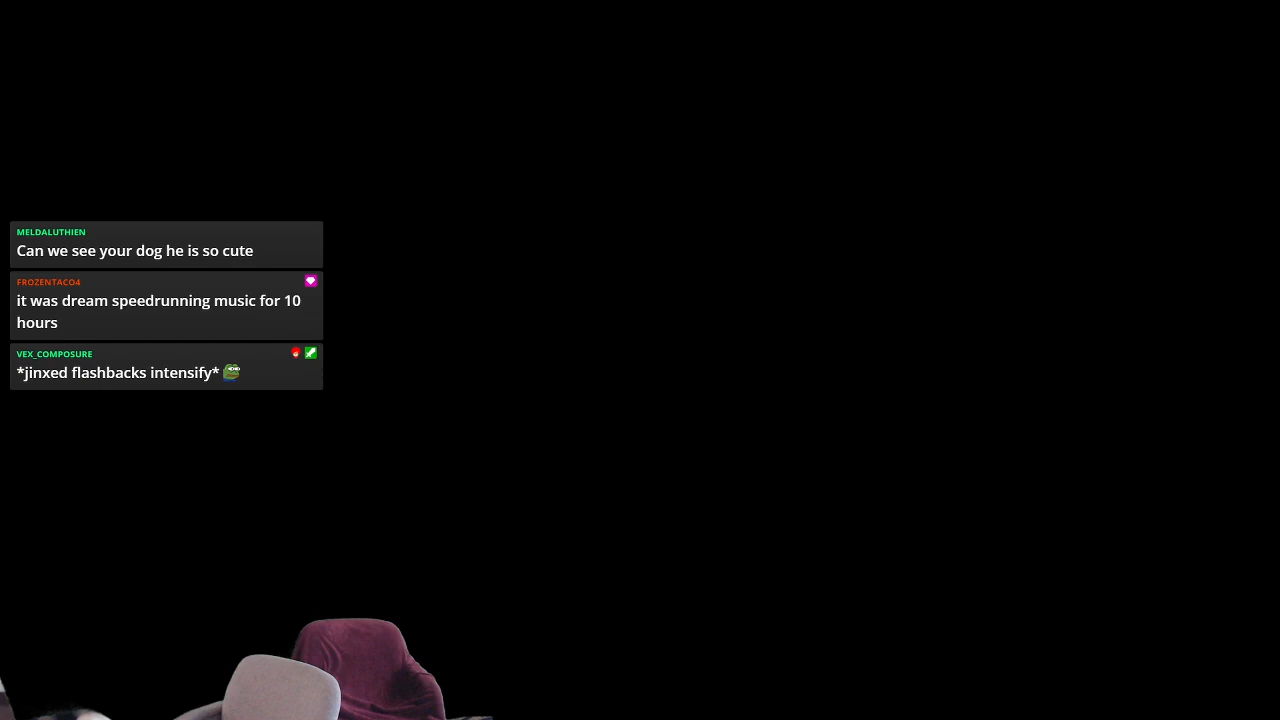 MELDALUTHIEN
Can we see your dog he is so cute
FROZENTACO4
it was dream speedrunning music for 10
hours
VEX_COMPOSURE
*jinxed flashbacks intensify*